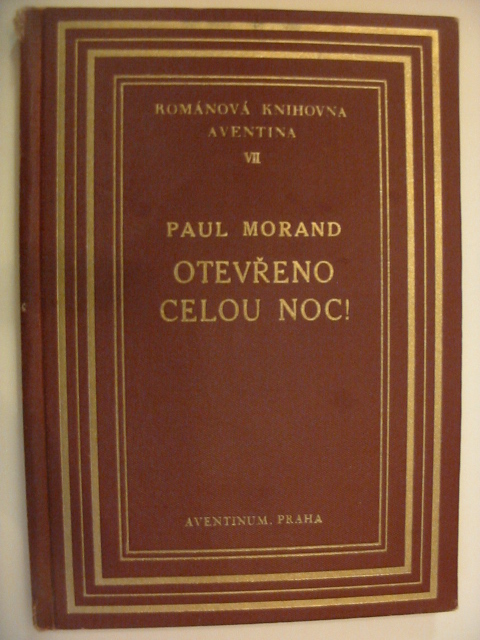 ROMÁNOVÁ KNIHOVNA
AVENTINA
VII
PAUL MORAND
OTEVŘENO
CELOU NOC!
AVENTINUM, PRAHA